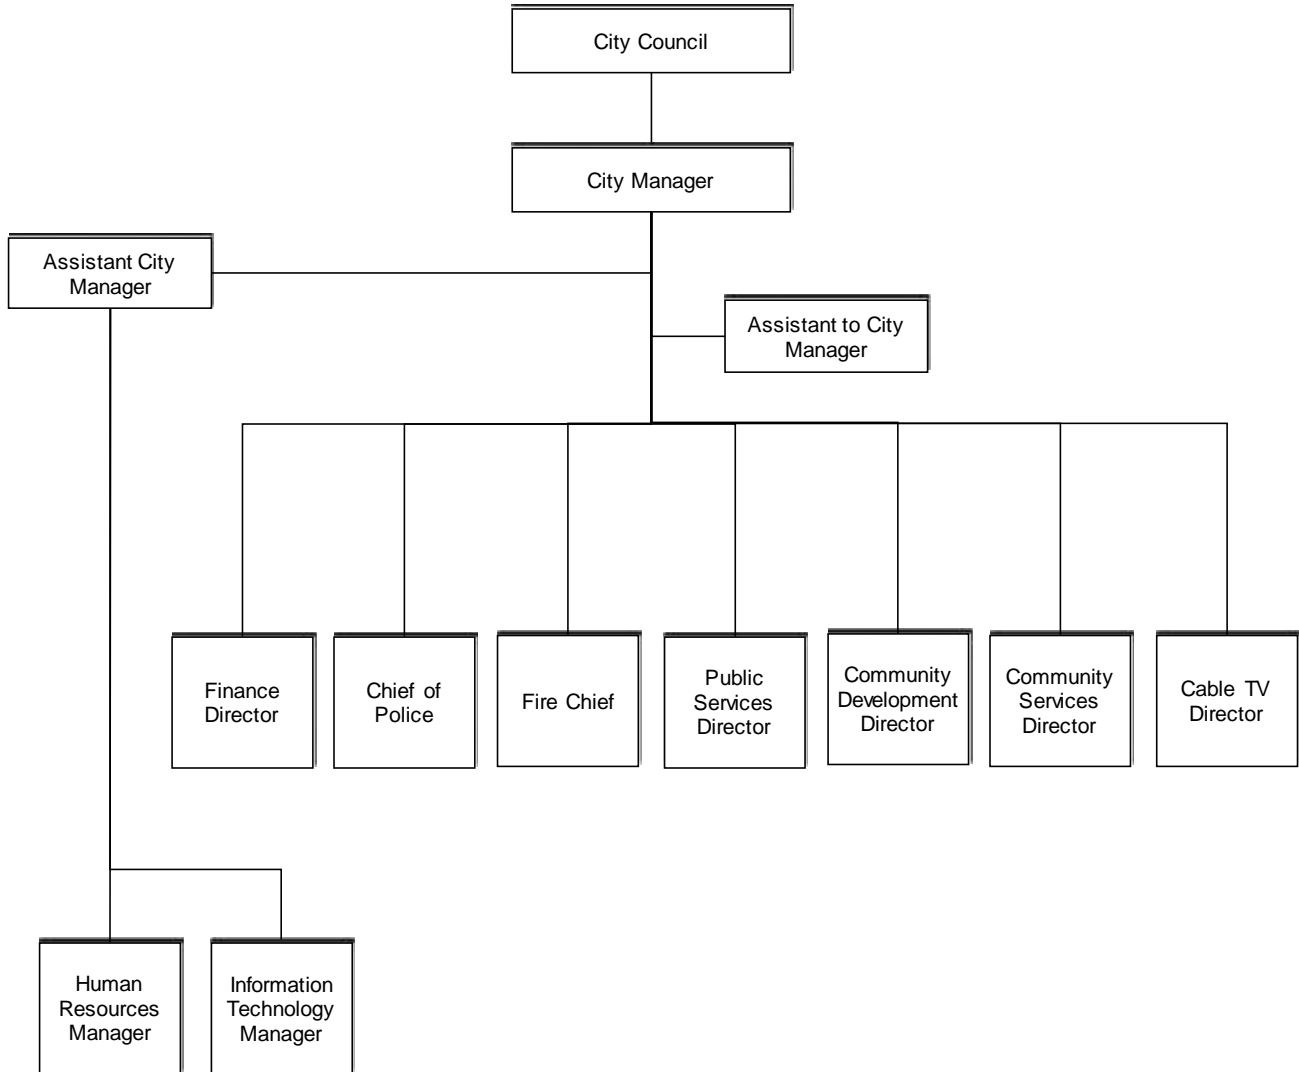 City Council
City Manager
Assistant City
Manager
Assistant to City
Manager
Finance
Director
Chief of
Police
Fire Chief
Public
Services
Director
Community
Development
Director
Community
Services
Director
Cable TV
Director
Human
Resources
Manager
Information
Technology
Manager